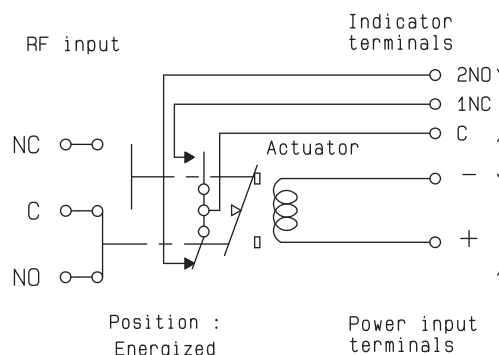 Indicator
terminals
RF input
2NO
1NC
C
NC
Actuator
-
C
+
NO
Position :
Energized
Power input
terminals